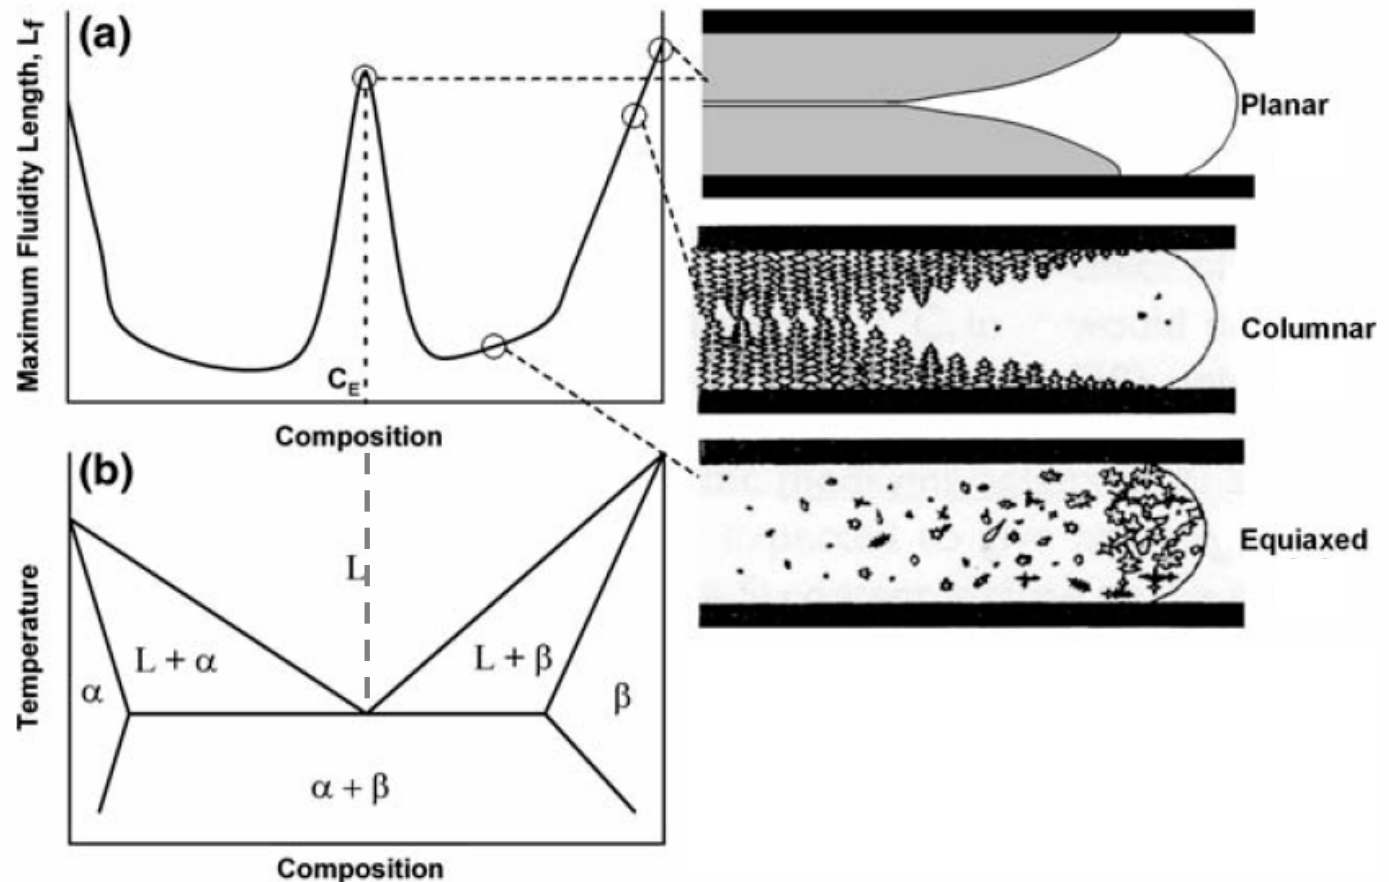 (a)
Maximum Fluidity Length, Lf
CE
Composition
Planar
Columnar
Equiaxed
(b)
Temperature
L
L + α
L + β
α
β
α + β
Composition